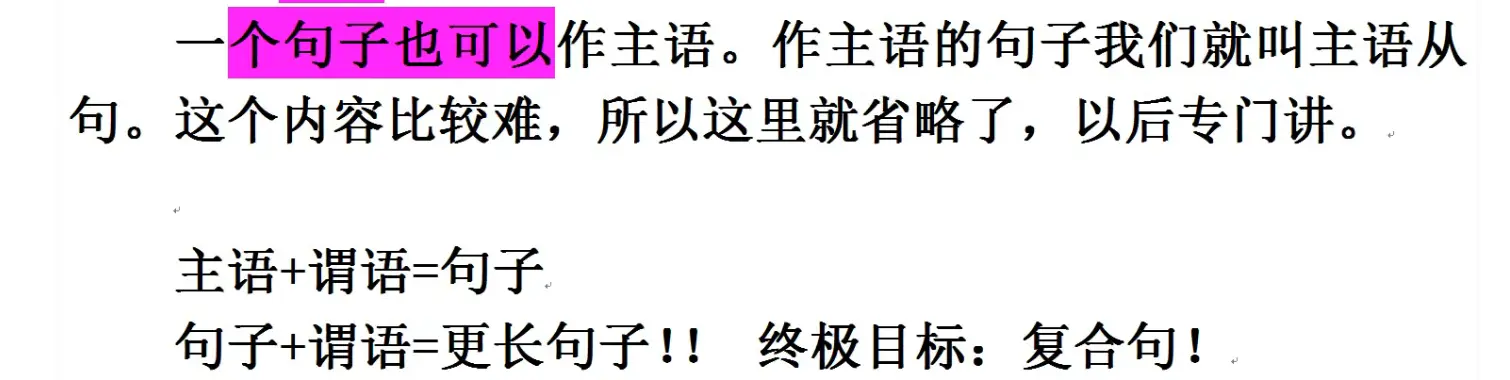 一个句子也可以作主语。作主语的句子我们就叫主语从
句。这个内容比较难，所以这里就省略了，以后专门讲。
主语+谓语=句子
句子+谓语=更长句子！！ 终极目标：复合句！